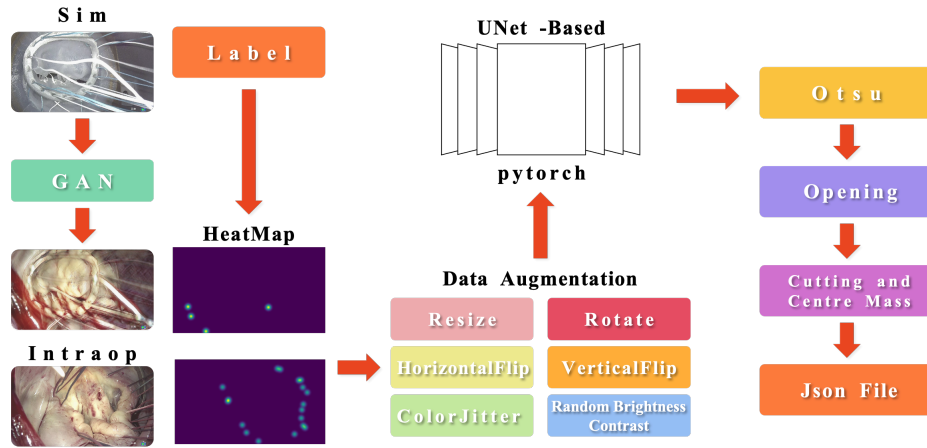 Sim
Label
GAN
HeatMap
Intraop
UNet -Based
pytorch
Data Augmentation
Resize
Rotate
HorizontalFlip
VerticalFlip
ColorJitter
Random Brightness
Contrast
Otsu
Opening
Cutting and
Centre Mass
Json File